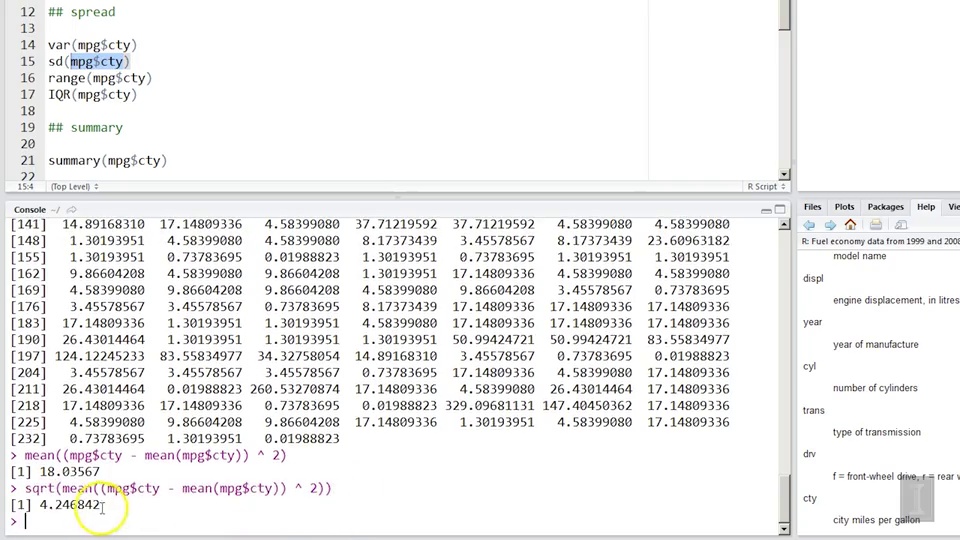 12 ## spread
13
14 var(mpg$cty)
15 sd(mpg$cty)
16 range(mpg$cty)
17 IQR(mpg$cty)
18
19 ## summary
20
21 summary(mpg$cty)
22
15:4 (Top Level) R Script
Console ~/
[141] 14.89168310 17.14809336 4.58399080 37.71219592 37.71219592 4.58399080 4.58399080
[148] 1.30193951 4.58399080 4.58399080 8.17373439 3.45578567 8.17373439 23.60963182
[155] 1.30193951 0.73783695 0.01988823 1.30193951 0.73783695 1.30193951 1.30193951
[162] 9.86604208 4.58399080 9.86604208 1.30193951 17.14809336 4.58399080 4.58399080
[169] 4.58399080 9.86604208 4.58399080 9.86604208 4.58399080 3.45578567 0.73783695
[176] 3.45578567 3.45578567 0.73783695 8.17373439 17.14809336 17.14809336 17.14809336
[183] 17.14809336 1.30193951 1.30193951 4.58399080 17.14809336 17.14809336 17.14809336
[190] 26.43014464 1.30193951 1.30193951 1.30193951 50.99424721 50.99424721 83.55834977
[197] 124.12245233 83.55834977 34.32758054 14.89168310 3.45578567 0.73783695 0.01988823
[204] 3.45578567 3.45578567 3.45578567 0.73783695 17.14809336 4.58399080 17.14809336
[211] 26.43014464 0.01988823 260.53270874 17.14809336 4.58399080 26.43014464 17.14809336
[218] 17.14809336 17.14809336 0.73783695 0.01988823 329.09681131 147.40450362 17.14809336
[225] 4.58399080 9.86604208 9.86604208 17.14809336 1.30193951 4.58399080 17.14809336
[232] 0.73783695 1.30193951 0.01988823
> mean((mpg$cty - mean(mpg$cty)) ^ 2)
[1] 18.03567
> sqrt(mean((mpg$cty - mean(mpg$cty)) ^ 2))
[1] 4.246842
>
Files Plots Packages Help
R: Fuel economy data from 1999 and 2008
model name
displ
engine displacement, in litres
year
year of manufacture
cyl
number of cylinders
trans
type of transmission
drv
f = front-wheel drive, r = rear
cty
city miles per gallon